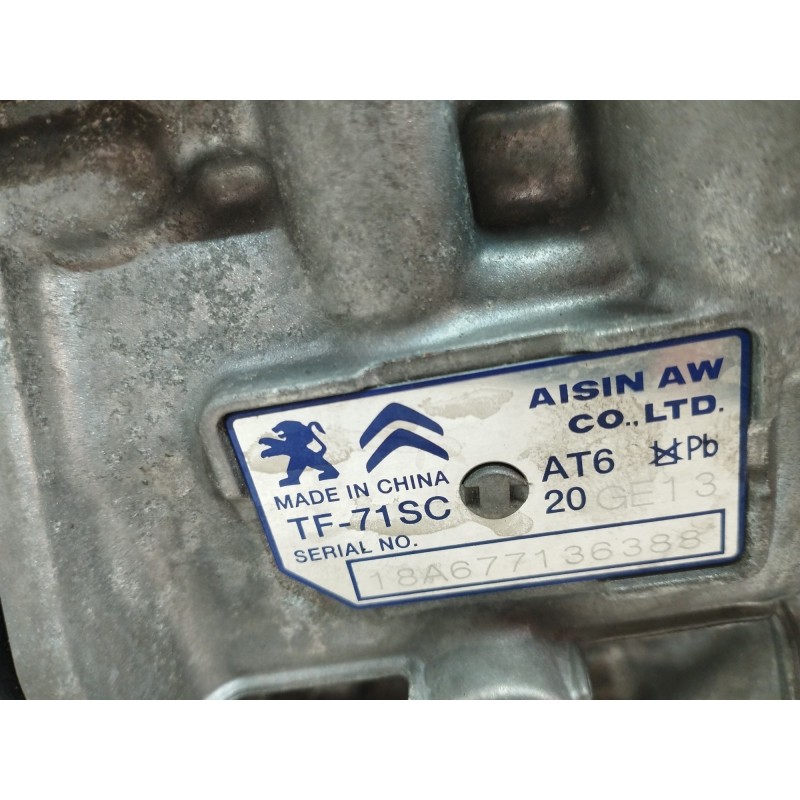 AISIN AW
CO.,LTD.
MADE IN CHINA
AT6 Pb
TF-71SC
20 GE13
SERIAL NO.
18A677136388